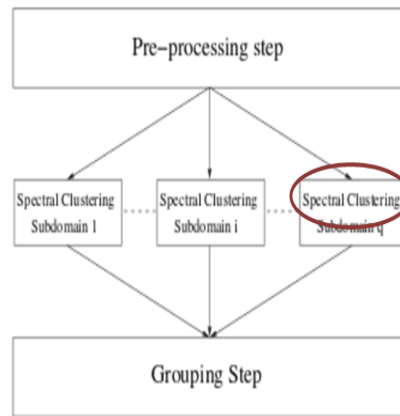 Pre-processing step
Spectral Clustering
Subdomain 1
Spectral Clustering
Subdomain i
Spectral Clustering
Subdomain q
Grouping Step